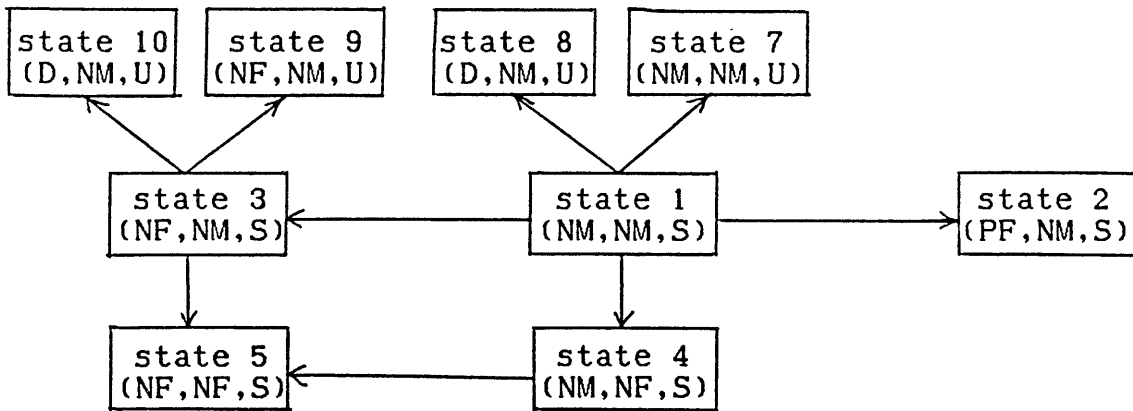 state 10
(D,NM,U)
state 9
(NF,NM,U)
state 8
(D,NM,U)
state 7
(NM,NM,U)
state 3
(NF,NM,S)
state 1
(NM,NM,S)
state 2
(PF,NM,S)
state 5
(NF,NF,S)
state 4
(NM,NF,S)